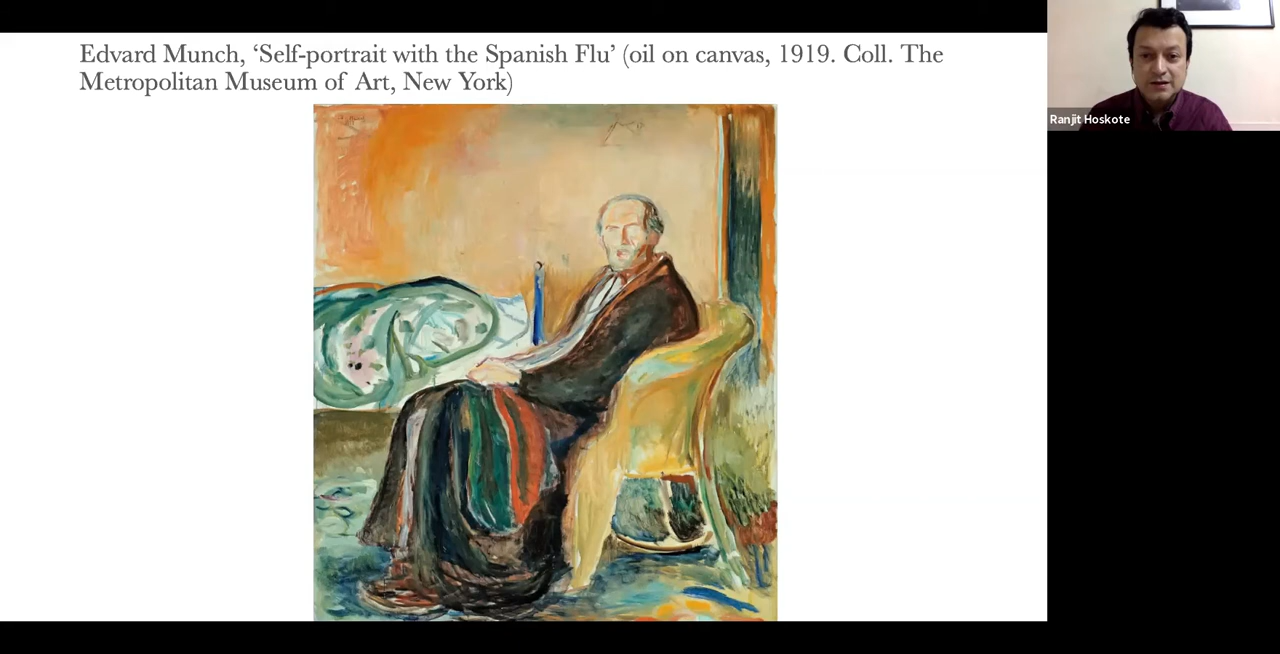 Edvard Munch, ‘Self-portrait with the Spanish Flu’ (oil on canvas, 1919. Coll. The
Metropolitan Museum of Art, New York)
Ranjit Hoskote